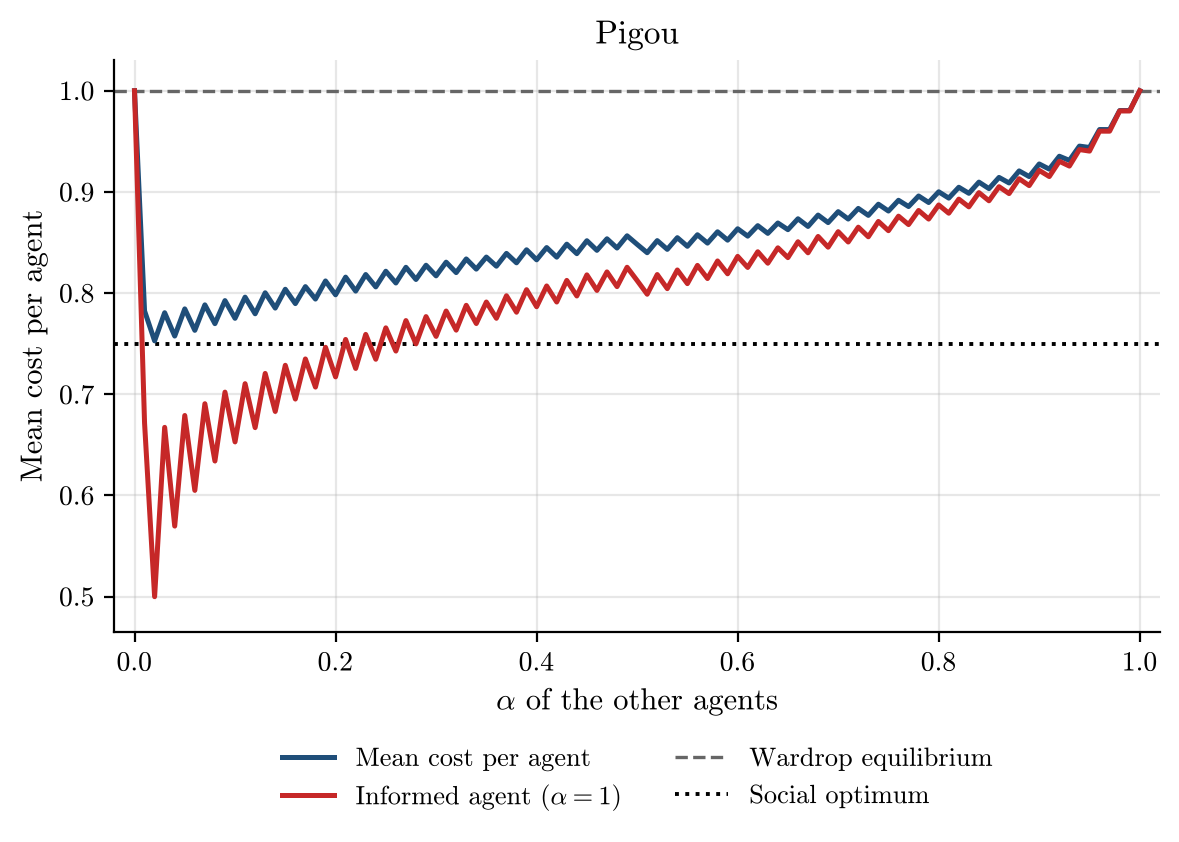 Pigou
Mean cost per agent
1.0
0.9
0.8
0.7
0.6
0.5
0.0 0.2 0.4 0.6 0.8 1.0
α of the other agents
Mean cost per agent
Informed agent (α = 1)
Wardrop equilibrium
Social optimum